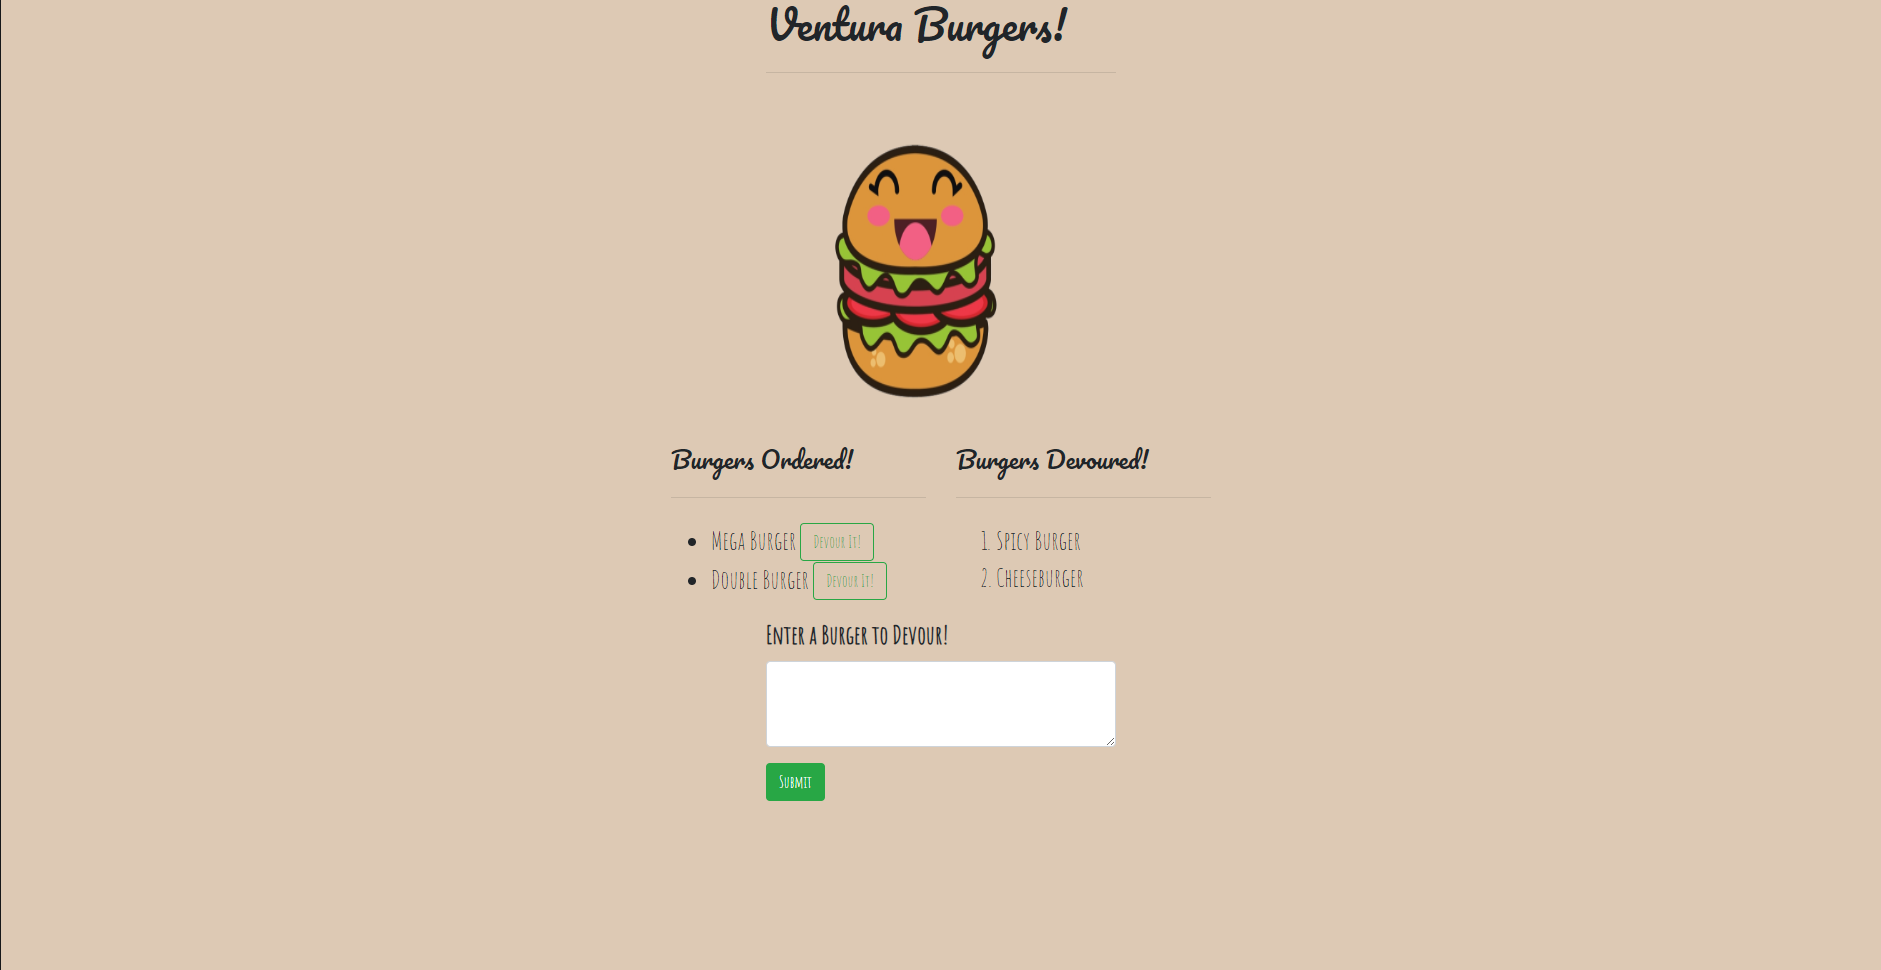 Ventura Burgers!
Burgers Ordered!
Mega Burger Devour It!
Double Burger Devour It!
Burgers Devoured!
1. Spicy Burger
2. Cheeseburger
Enter a Burger to Devour!
Submit